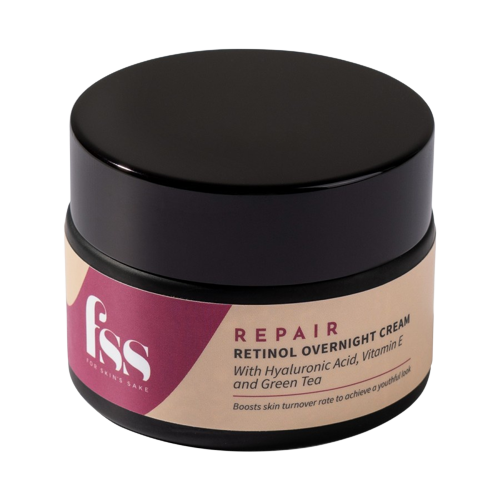 fss
FOR SKIN'S SAKE
REPAIR
RETINOL OVERNIGHT CREAM
With Hyaluronic Acid, Vitamin E
and Green Tea
Boosts skin turnover rate to achieve a youthful look